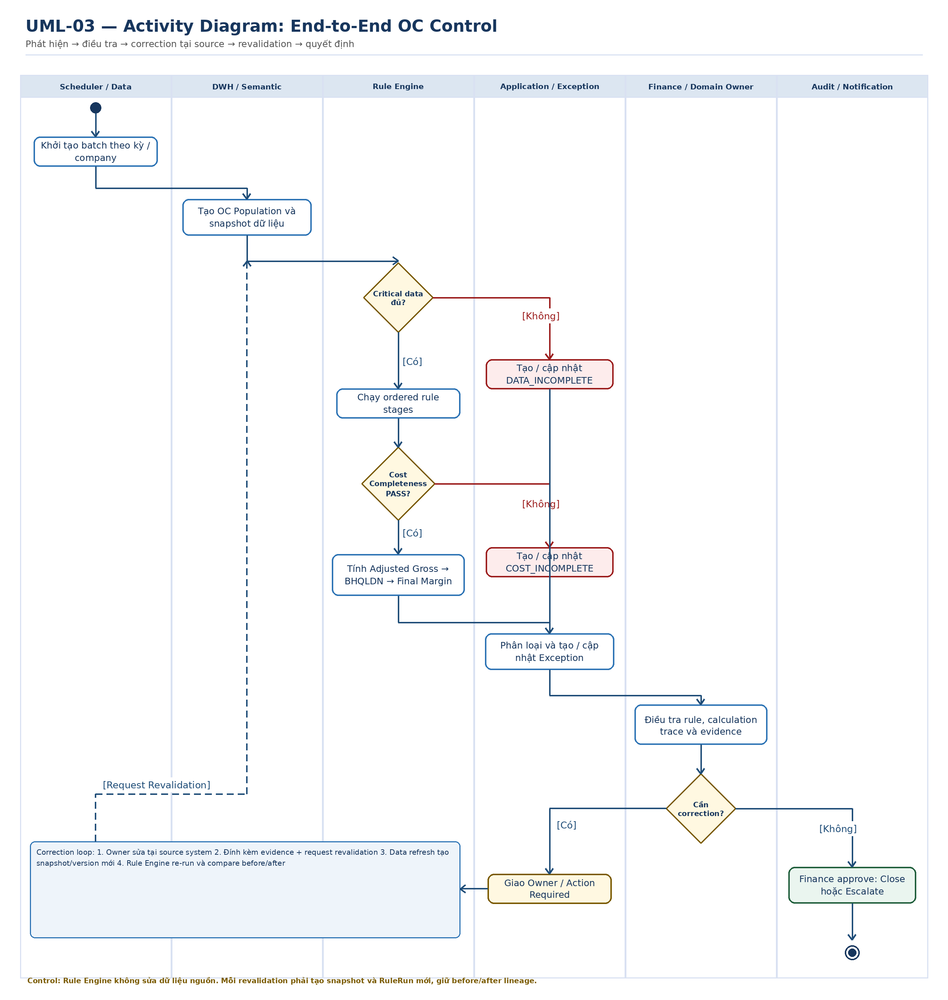 UML-03 — Activity Diagram: End-to-End OC Control
Phát hiện → điều tra → correction tại source → revalidation → quyết định
Scheduler / Data
DWH / Semantic
Rule Engine
Application / Exception
Finance / Domain Owner
Audit / Notification
Khởi tạo batch theo kỳ /
company
Tạo OC Population và
snapshot dữ liệu
Critical data
đủ?
[Không]
[Có]
Tạo / cập nhật
DATA_INCOMPLETE
Chạy ordered rule
stages
Cost
Completeness
PASS?
[Không]
[Có]
Tạo / cập nhật
COST_INCOMPLETE
Tính Adjusted Gross →
BHQLDN → Final Margin
Phân loại và tạo / cập
nhật Exception
Điều tra rule, calculation
trace và evidence
[Request Revalidation]
Cần
correction?
[Có]
[Không]
Correction loop: 1. Owner sửa tại source system 2. Đính kèm evidence + request revalidation 3. Data refresh tạo
snapshot/version mới 4. Rule Engine re-run và compare before/after
Giao Owner / Action
Required
Finance approve: Close
hoặc Escalate
Control: Rule Engine không sửa dữ liệu nguồn. Mỗi revalidation phải tạo snapshot và RuleRun mới, giữ before/after lineage.